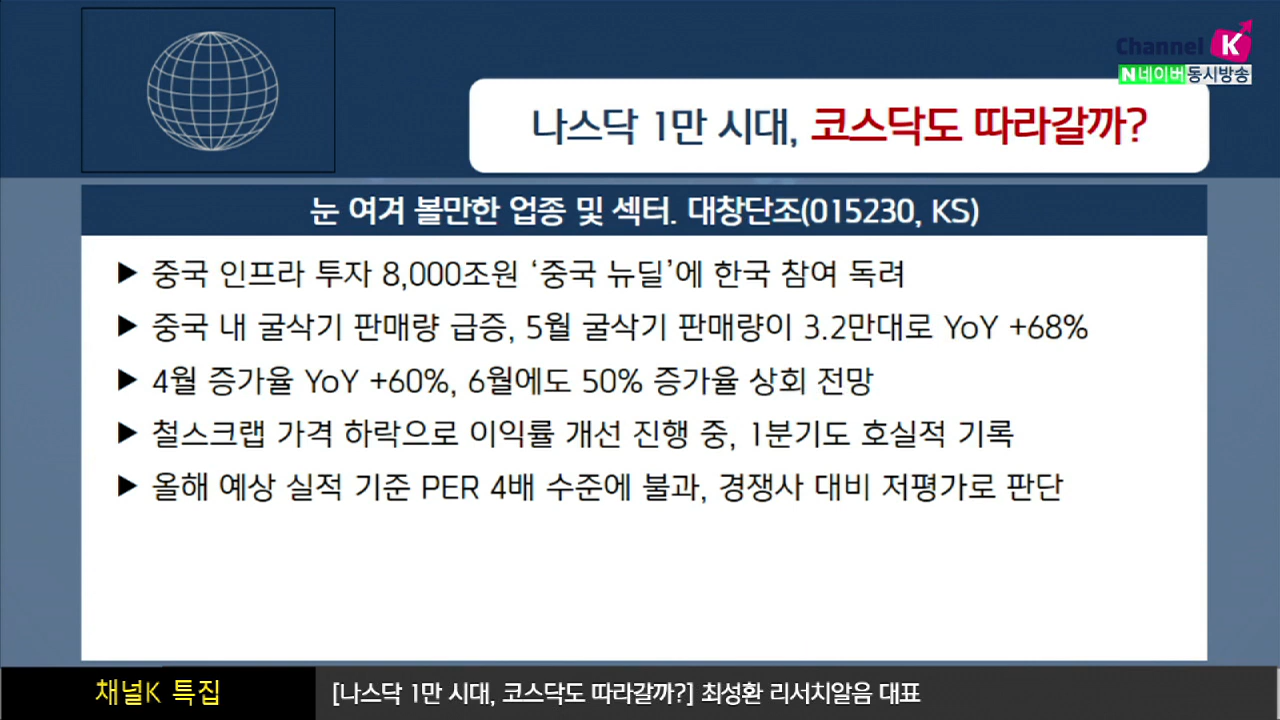 Channel K
N네이버 동시방송
나스닥 1만 시대, 코스닥도 따라갈까?
눈 여겨 볼만한 업종 및 섹터. 대창단조(015230, KS)
▶ 중국 인프라 투자 8,000조원 ‘중국 뉴딜’에 한국 참여 독려
▶ 중국 내 굴삭기 판매량 급증, 5월 굴삭기 판매량이 3.2만대로 YoY +68%
▶ 4월 증가율 YoY +60%, 6월에도 50% 증가율 상회 전망
▶ 철스크랩 가격 하락으로 이익률 개선 진행 중, 1분기도 호실적 기록
▶ 올해 예상 실적 기준 PER 4배 수준에 불과, 경쟁사 대비 저평가로 판단
채널K 특집
[나스닥 1만 시대, 코스닥도 따라갈까?] 최성환 리서치알음 대표